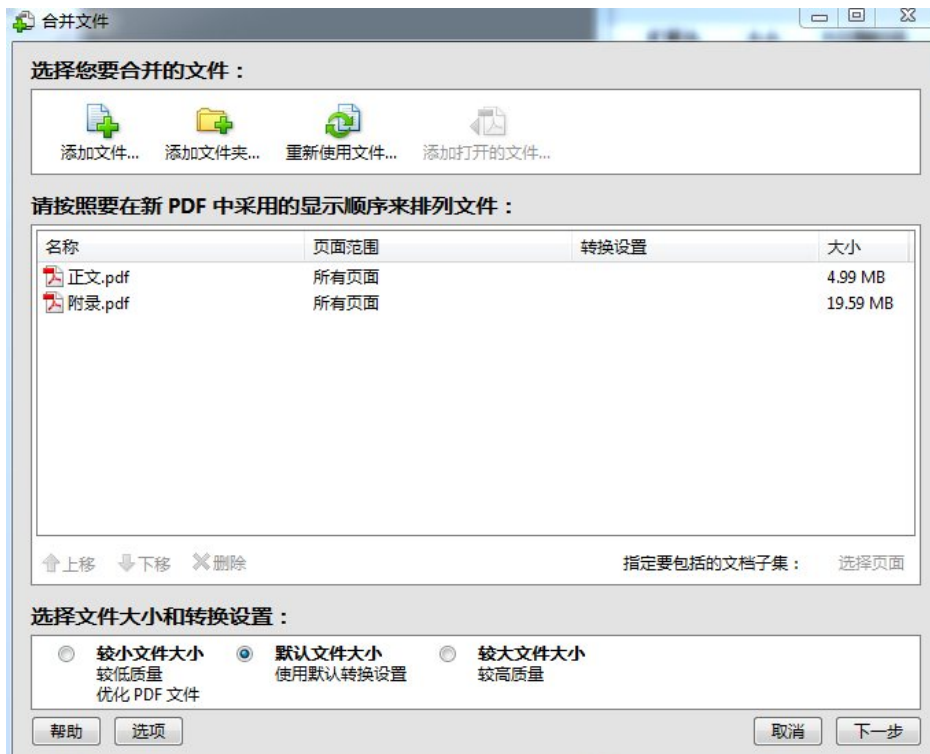 合并文件
选择您要合并的文件：
添加文件... 添加文件夹... 重新使用文件... 添加打开的文件...
请按照要在新 PDF 中采用的显示顺序来排列文件：
名称 页面范围 转换设置 大小
正文.pdf 所有页面 4.99 MB
附录.pdf 所有页面 19.59 MB
上移 下移 删除 指定要包括的文档子集： 选择页面
选择文件大小和转换设置：
较小文件大小 默认文件大小 较大文件大小
较低质量 使用默认转换设置 较高质量
优化 PDF 文件
帮助 选项 取消 下一步